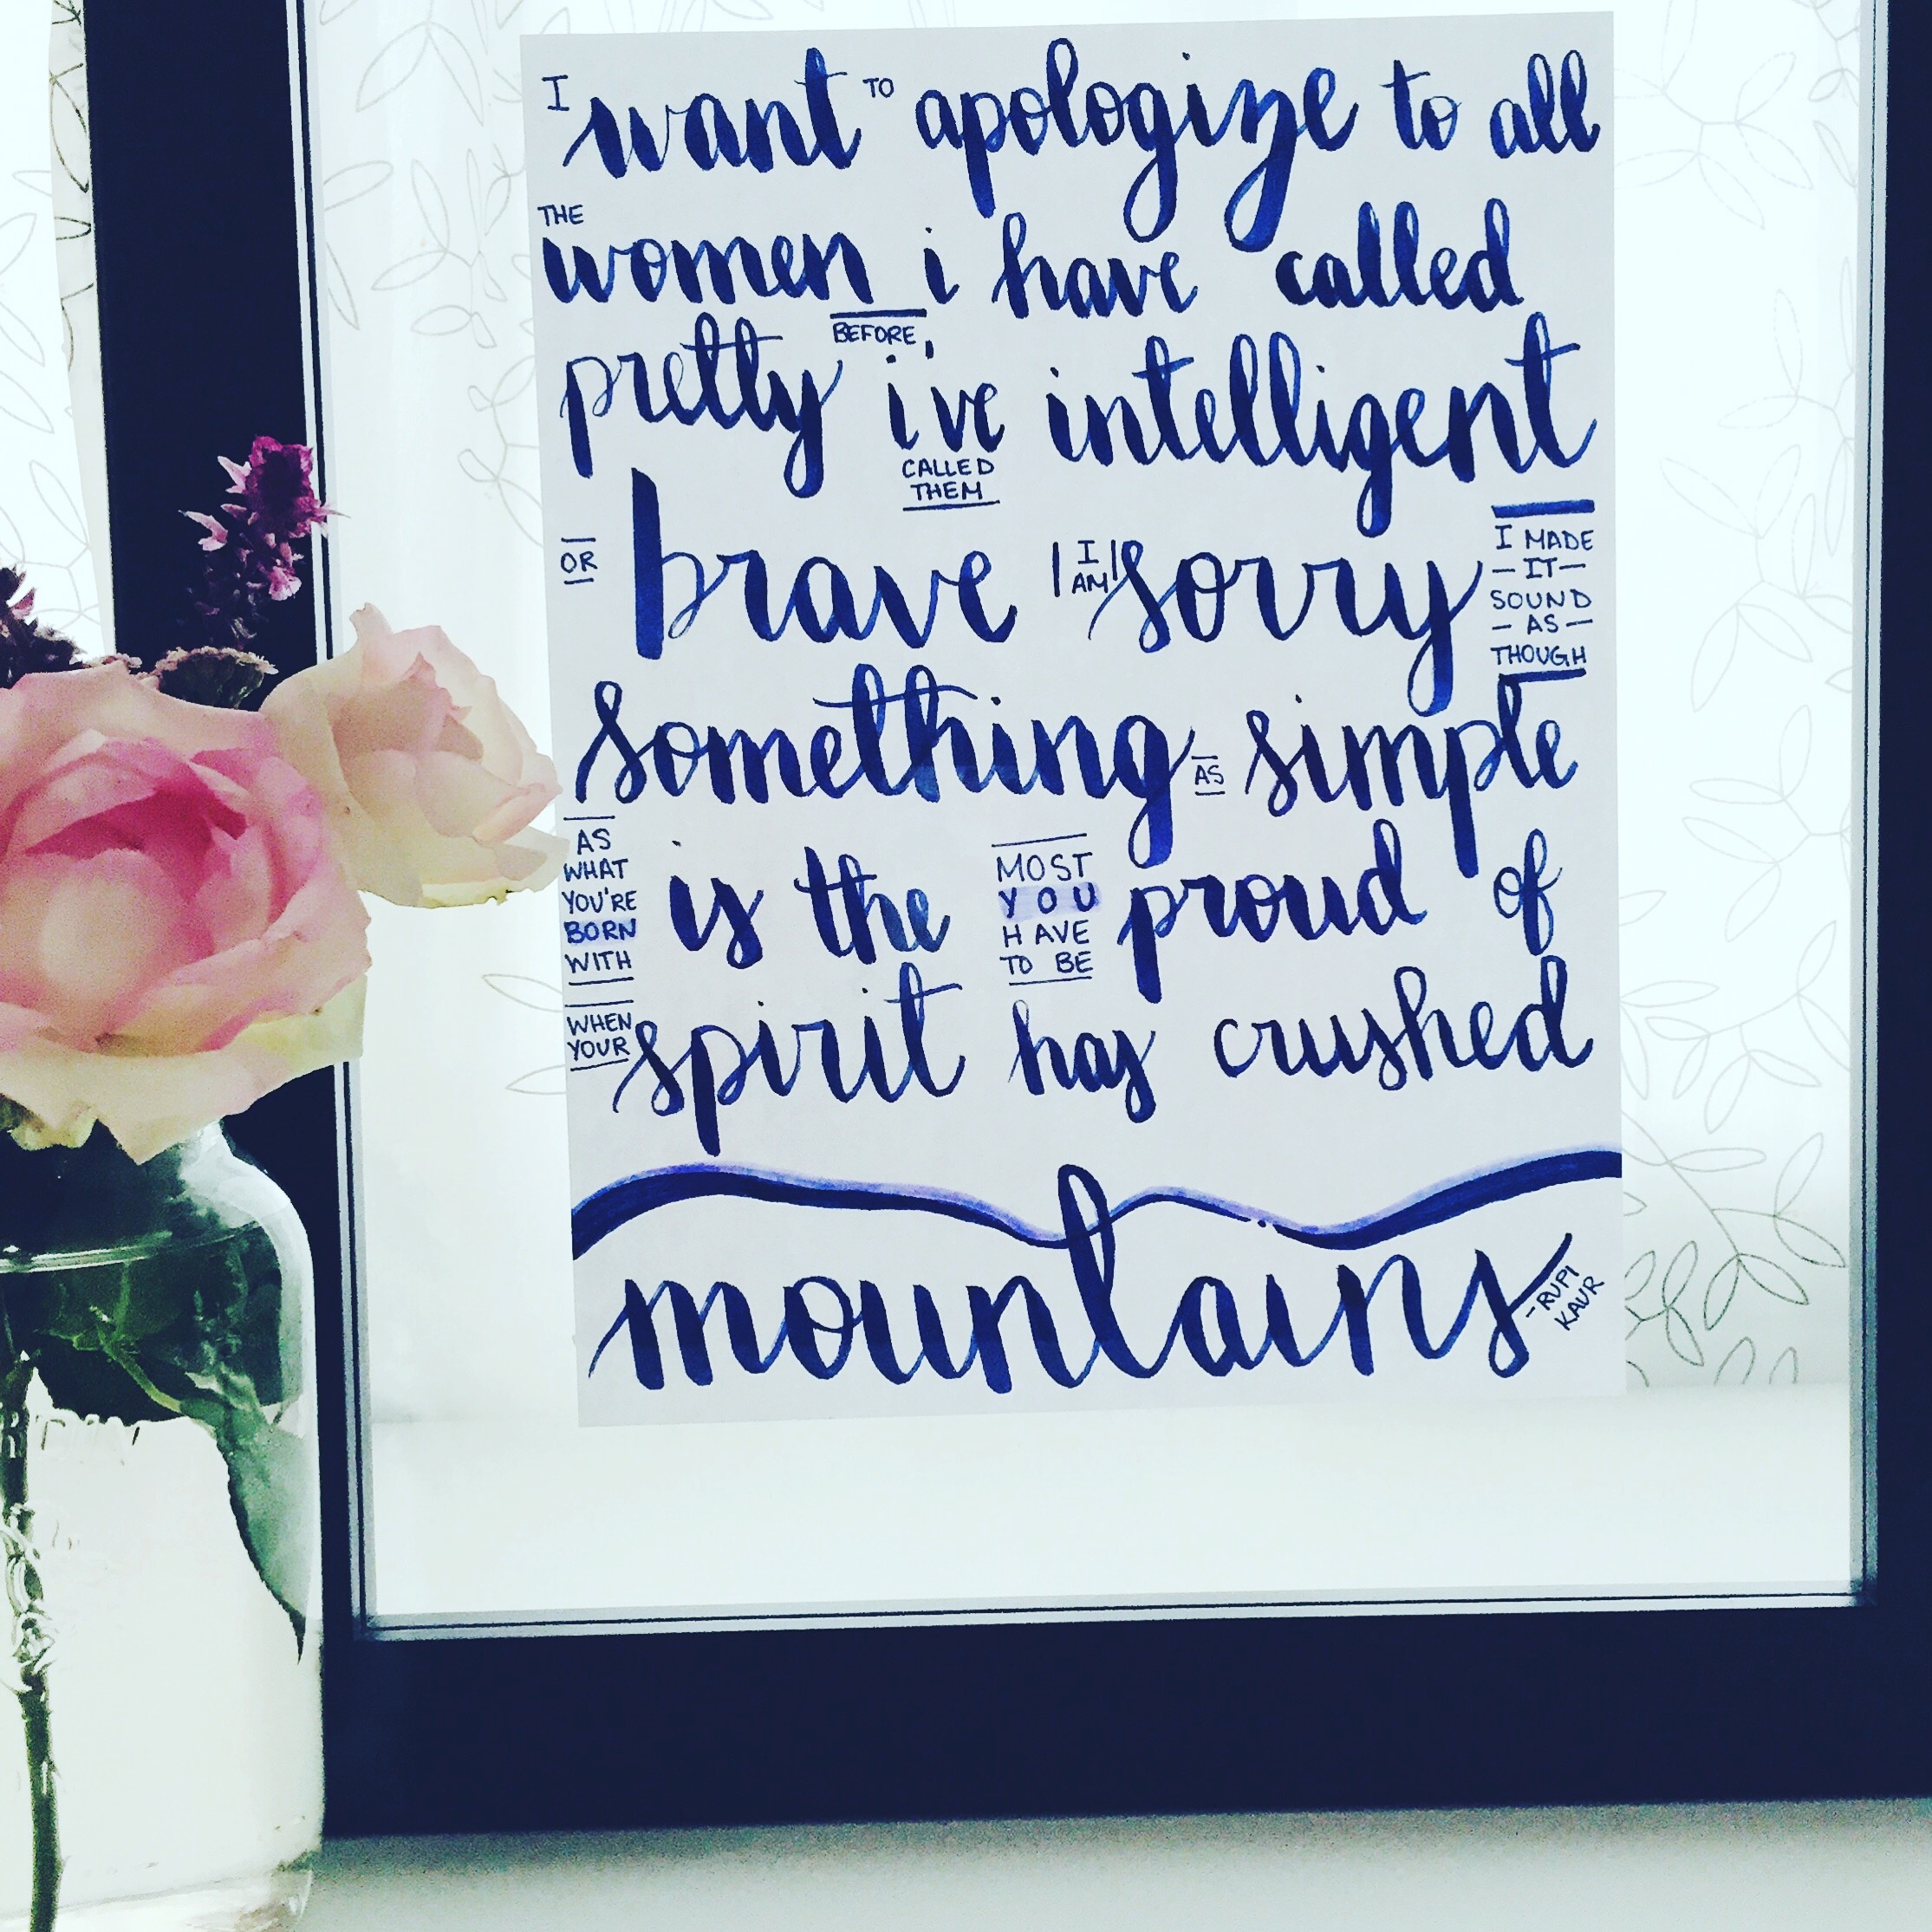 I want TO apologize to all
THE women i have called
pretty BEFORE, i've CALLED THEM intelligent
OR brave I AM sorry I MADE IT SOUND AS THOUGH
something AS simple
AS WHAT YOU'RE BORN WITH is the MOST YOU HAVE TO BE proud of
WHEN YOUR spirit has crushed
mountains
-RUPI KAUR